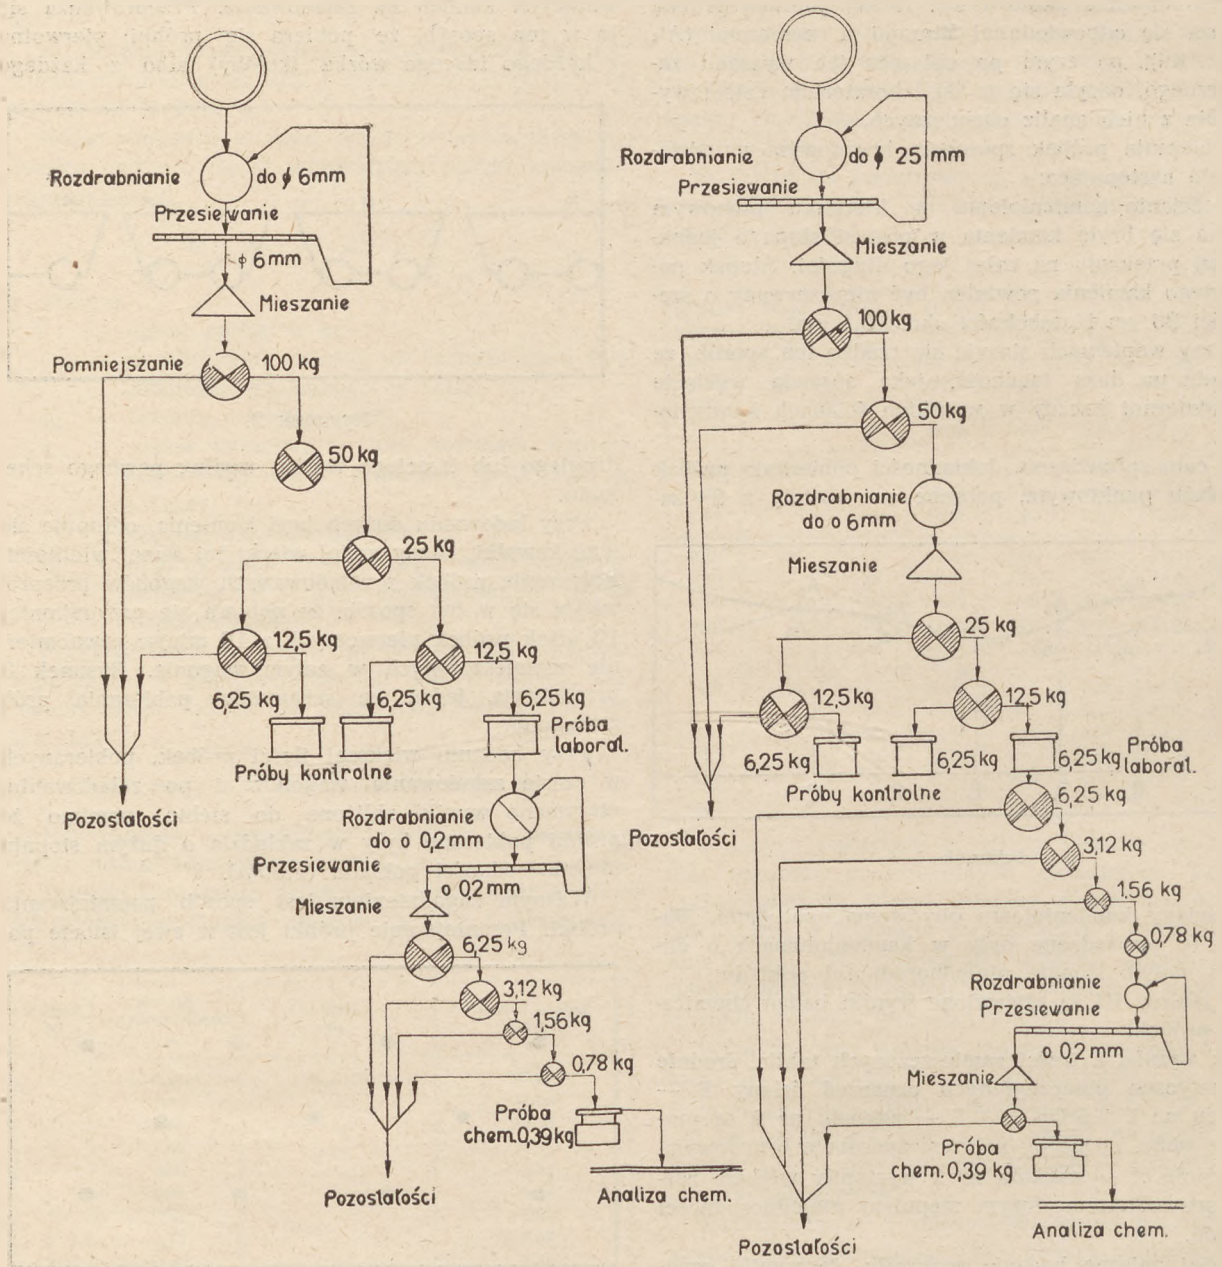 Rozdrabnianie
do ϕ 6mm
Przesiewanie
ϕ 6mm
Mieszanie
Pomniejszanie
100 kg
50 kg
25 kg
12,5 kg
12,5 kg
6,25 kg
6,25 kg
6,25 kg
Próba
laborat.
Próby kontrolne
Pozostałości
Rozdrabnianie
do o 0,2mm
Przesiewanie
o 0,2mm
Mieszanie
6,25 kg
3,12 kg
1,56 kg
0,78 kg
Próba
chem. 0,39 kg
Pozostałości
Analiza chem.
Rozdrabnianie
do ϕ 25 mm
Przesiewanie
Mieszanie
100 kg
50 kg
Rozdrabnianie
do o 6mm
Mieszanie
25 kg
12,5 kg
12,5 kg
6,25 kg
6,25 kg
6,25 kg
Próba
laborat.
Próby kontrolne
Pozostałości
6,25 kg
3,12 kg
1,56 kg
0,78 kg
Rozdrabnianie
Przesiewanie
o 0,2 mm
Mieszanie
Próba
chem. 0,39 kg
Analiza chem.
Pozostałości